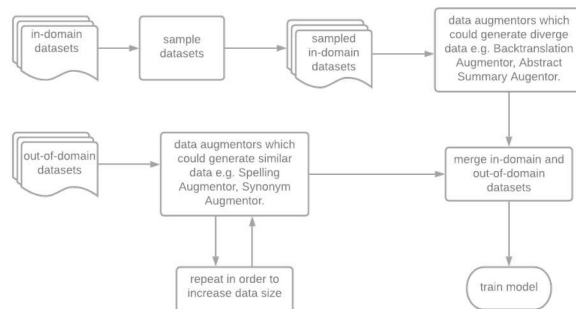 in-domain
datasets
sample
datasets
sampled
in-domain
datasets
data augmentors which
could generate diverge
data e.g. Backtranslation
Augmentor, Abstract
Summary Augentor.
out-of-domain
datasets
data augmentors which
could generate similar
data e.g. Spelling
Augmentor, Synonym
Augmentor.
merge in-domain and
out-of-domain
datasets
repeat in order to
increase data size
train model